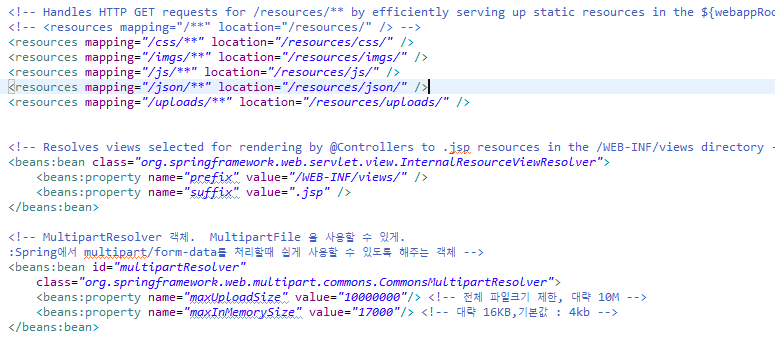 <!-- Handles HTTP GET requests for /resources/** by efficiently serving up static resources in the ${webappRoo
<!-- <resources mapping="/**" location="/resources/" /> -->
<resources mapping="/css/**" location="/resources/css/" />
<resources mapping="/imgs/**" location="/resources/imgs/" />
<resources mapping="/js/**" location="/resources/js/" />
<resources mapping="/json/**" location="/resources/json/" />
<resources mapping="/uploads/**" location="/resources/uploads/" />
<!-- Resolves views selected for rendering by @Controllers to .jsp resources in the /WEB-INF/views directory -
<beans:bean class="org.springframework.web.servlet.view.InternalResourceViewResolver">
<beans:property name="prefix" value="/WEB-INF/views/" />
<beans:property name="suffix" value=".jsp" />
</beans:bean>
<!-- MultipartResolver 객체.  MultipartFile 을 사용할 수 있게.
:Spring에서 multipart/form-data를 처리할때 쉽게 사용할 수 있도록 해주는 객체 -->
<beans:bean id="multipartResolver"
class="org.springframework.web.multipart.commons.CommonsMultipartResolver">
<beans:property name="maxUploadSize" value="10000000"/> <!-- 전체 파일크기 제한, 대략 10M -->
<beans:property name="maxInMemorySize" value="17000"/> <!-- 대략 16KB,기본값 : 4kb -->
</beans:bean>